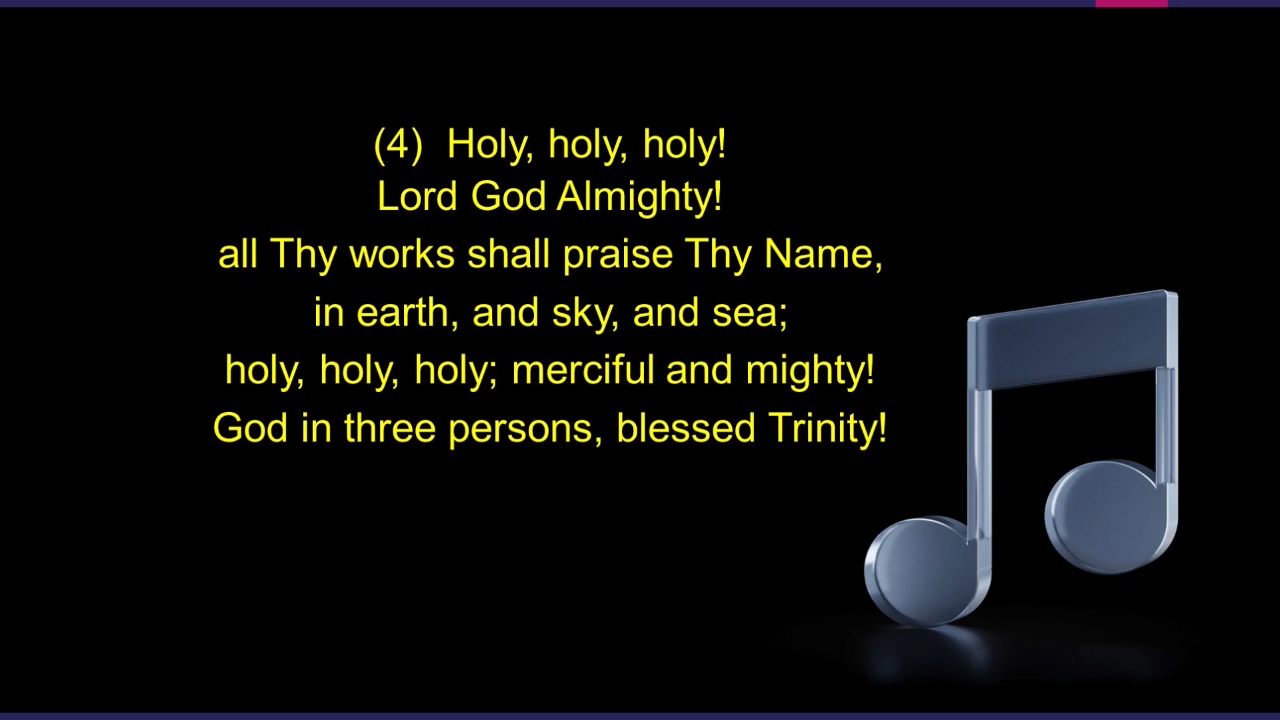 (4)  Holy, holy, holy!
Lord God Almighty!
all Thy works shall praise Thy Name,
in earth, and sky, and sea;
holy, holy, holy; merciful and mighty!
God in three persons, blessed Trinity!